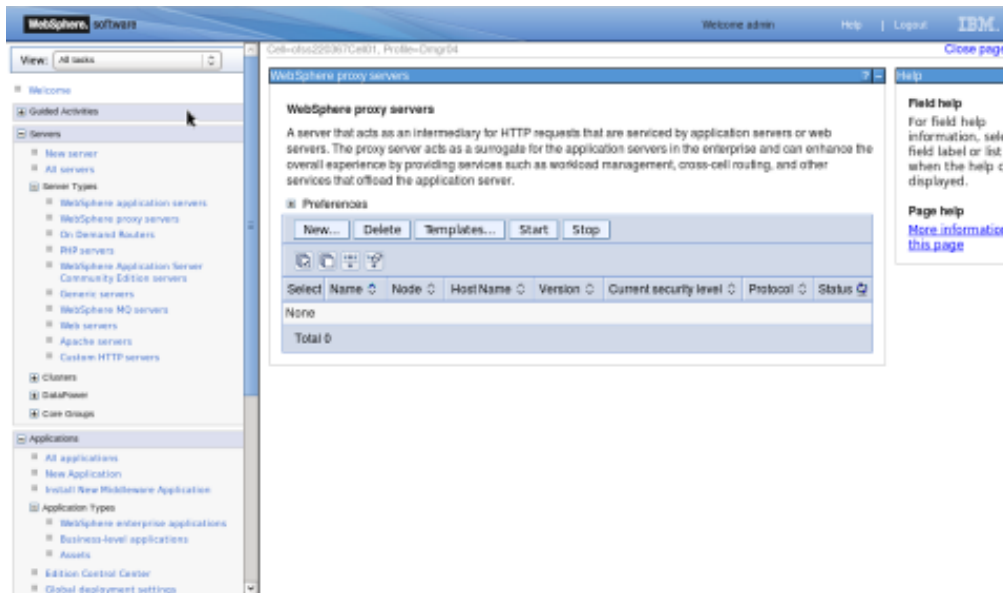 WebSphere. software
Welcome admin
Help | Logout
IBM.
View: All tasks
Welcome
Guided Activities
Servers
New server
All servers
Server Types
WebSphere application servers
WebSphere proxy servers
On Demand Routers
PHP servers
WebSphere Application Server
Community Edition servers
Generic servers
WebSphere MQ servers
Web servers
Apache servers
Custom HTTP servers
Clusters
DataPower
Core Groups
Applications
All applications
New Application
Install New Middleware Application
Application Types
WebSphere enterprise applications
Business-level applications
Assets
Edition Control Center
Global deployment settings
Close page
WebSphere proxy servers ? -
WebSphere proxy servers
A server that acts as an intermediary for HTTP requests that are serviced by application servers or web
servers. The proxy server acts as a surrogate for the application servers in the enterprise and can enhance the
overall experience by providing services such as workload management, cross-cell routing, and other
services that offload the application server.
Preferences
New... Delete Templates... Start Stop
Select Name Node Host Name Version Current security level Protocol Status
None
Total 0
Help
Field help
For field help
information, sel
field label or list
when the help c
displayed.
Page help
More information
this page